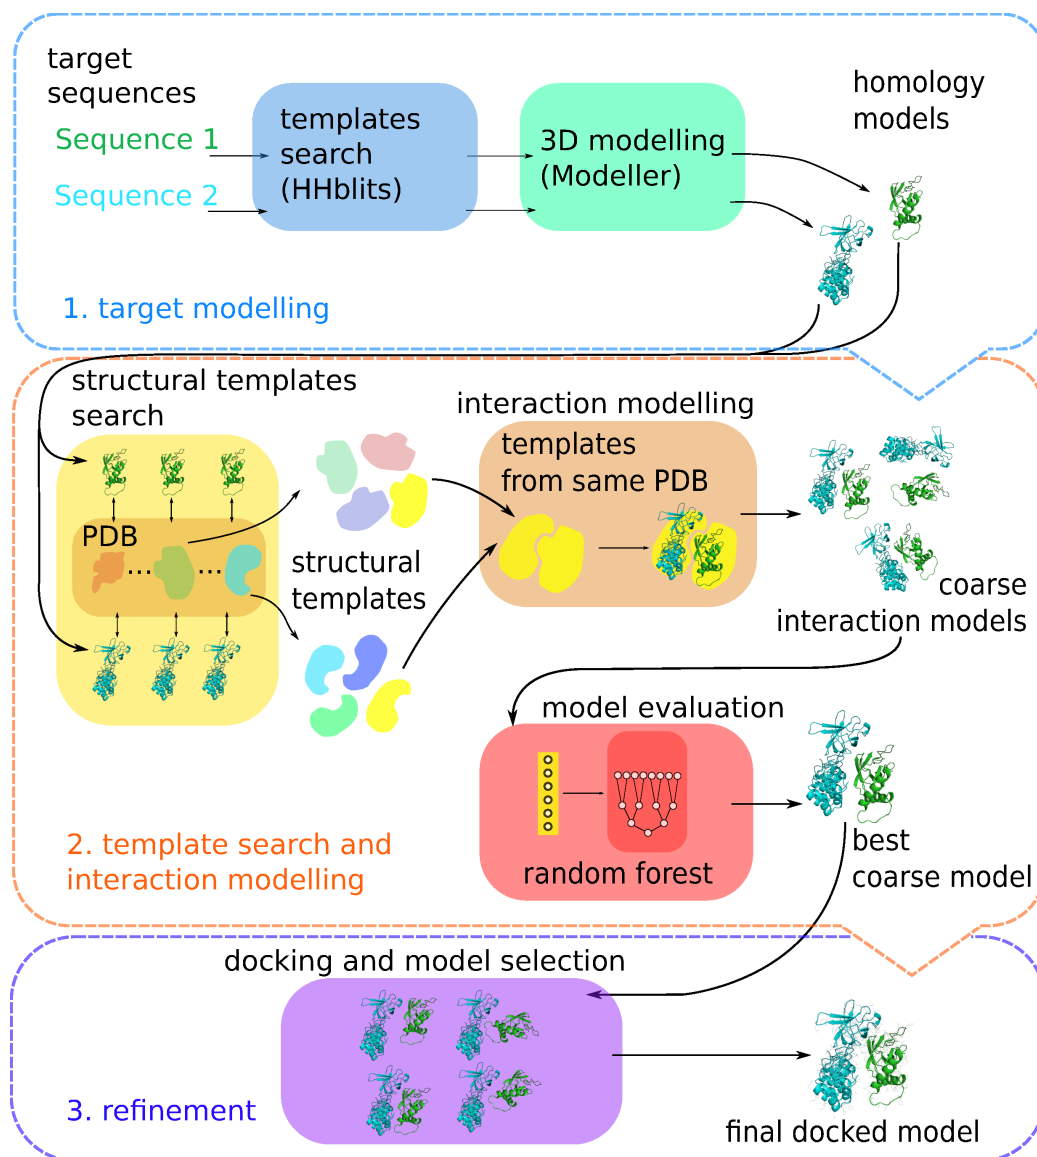 target
sequences
Sequence 1
Sequence 2
templates
search
(HHblits)
3D modelling
(Modeller)
homology
models
1. target modelling
structural templates
search
PDB
...
...
structural
templates
interaction modelling
templates
from same PDB
coarse
interaction models
model evaluation
random forest
best
coarse model
2. template search and
interaction modelling
docking and model selection
3. refinement
final docked model